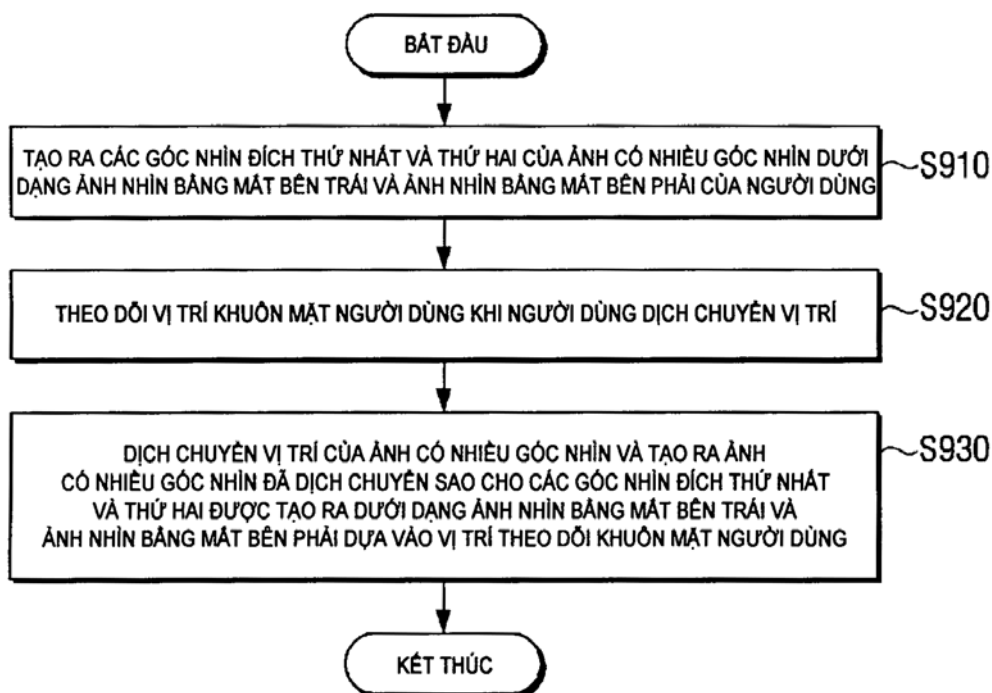 BẮT ĐẦU
TẠO RA CÁC GÓC NHÌN ĐÍCH THỨ NHẤT VÀ THỨ HAI CỦA ẢNH CÓ NHIỀU GÓC NHÌN DƯỚI
DẠNG ẢNH NHÌN BẰNG MẮT BÊN TRÁI VÀ ẢNH NHÌN BẰNG MẮT BÊN PHẢI CỦA NGƯỜI DÙNG
S910
THEO DÕI VỊ TRÍ KHUÔN MẶT NGƯỜI DÙNG KHI NGƯỜI DÙNG DỊCH CHUYỂN VỊ TRÍ
S920
DỊCH CHUYỂN VỊ TRÍ CỦA ẢNH CÓ NHIỀU GÓC NHÌN VÀ TẠO RA ẢNH
CÓ NHIỀU GÓC NHÌN ĐÃ DỊCH CHUYỂN SAO CHO CÁC GÓC NHÌN ĐÍCH THỨ NHẤT
VÀ THỨ HAI ĐƯỢC TẠO RA DƯỚI DẠNG ẢNH NHÌN BẰNG MẮT BÊN TRÁI VÀ
ẢNH NHÌN BẰNG MẮT BÊN PHẢI DỰA VÀO VỊ TRÍ THEO DÕI KHUÔN MẶT NGƯỜI DÙNG
S930
KẾT THÚC